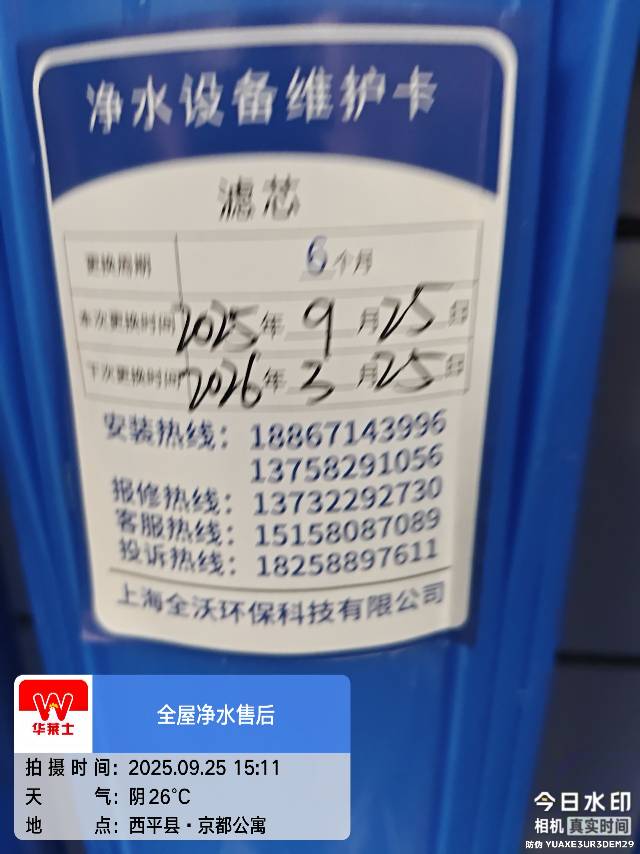 净水设备维护卡
滤芯
更换周期 6个月
本次更换时间 2025年 9 月25日
下次更换时间 2026年 3 月25日
安装热线：18867143996
13758291056
报修热线：13732292730
客服热线：15158087089
投诉热线：18258897611
上海全沃环保科技有限公司
华莱士
全屋净水售后
拍摄时间：2025.09.25 15:11
天 气：阴26℃
地 点：西平县·京都公寓
今日水印
相机 真实时间
防伪 YUAXE3UR3DEMZ9